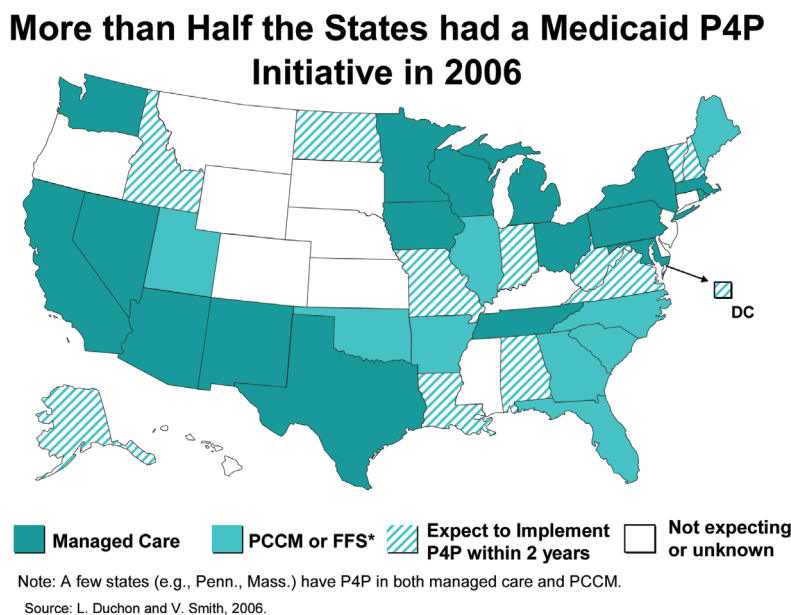 More than Half the States had a Medicaid P4P
Initiative in 2006
DC
Managed Care
PCCM or FFS*
Expect to Implement
P4P within 2 years
Not expecting
or unknown
Note: A few states (e.g., Penn., Mass.) have P4P in both managed care and PCCM.
Source: L. Duchon and V. Smith, 2006.